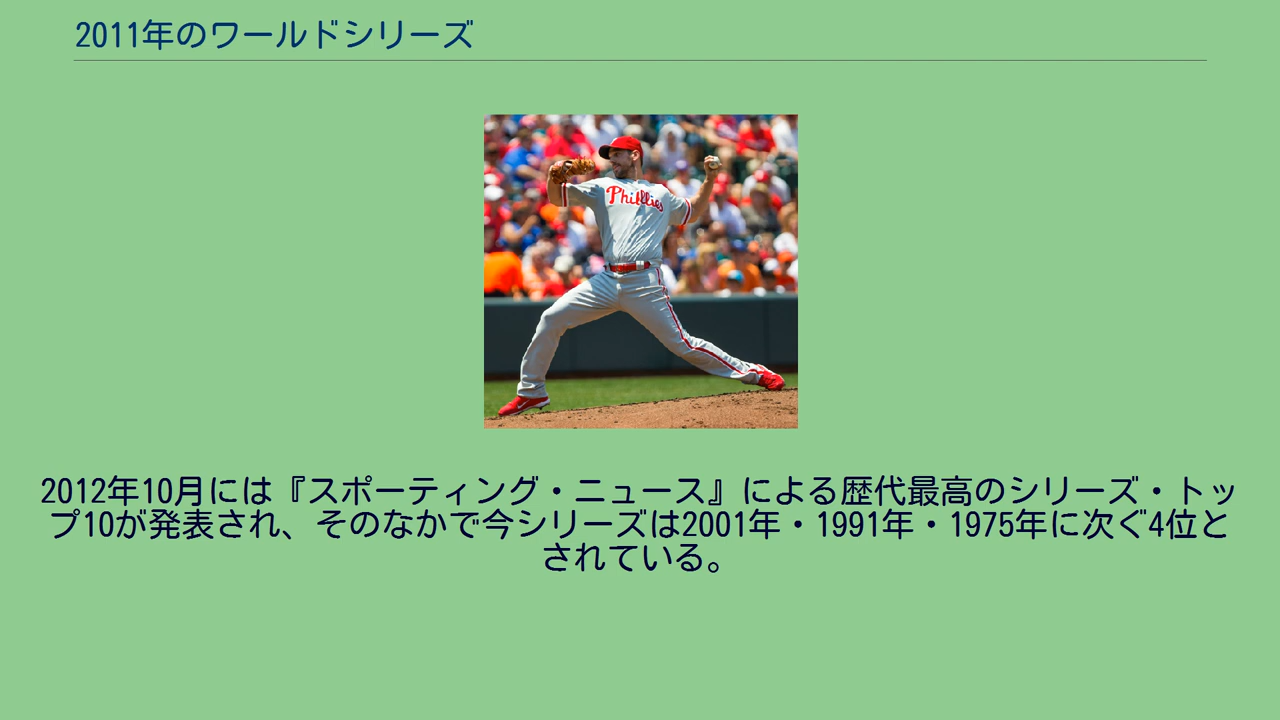 2011年のワールドシリーズ
Phillies
2012年10月には『スポーティング・ニュース』による歴代最高のシリーズ・トッ
プ10が発表され、そのなかで今シリーズは2001年・1991年・1975年に次ぐ4位と
されている。